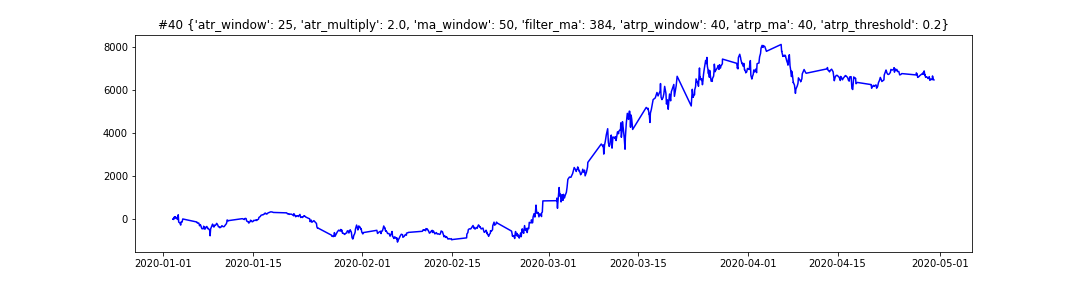 #40 {'atr_window': 25, 'atr_multiply': 2.0, 'ma_window': 50, 'filter_ma': 384, 'atrp_window': 40, 'atrp_ma': 40, 'atrp_threshold': 0.2}
8000
6000
4000
2000
0
2020-01-01 2020-01-15 2020-02-01 2020-02-15 2020-03-01 2020-03-15 2020-04-01 2020-04-15 2020-05-01